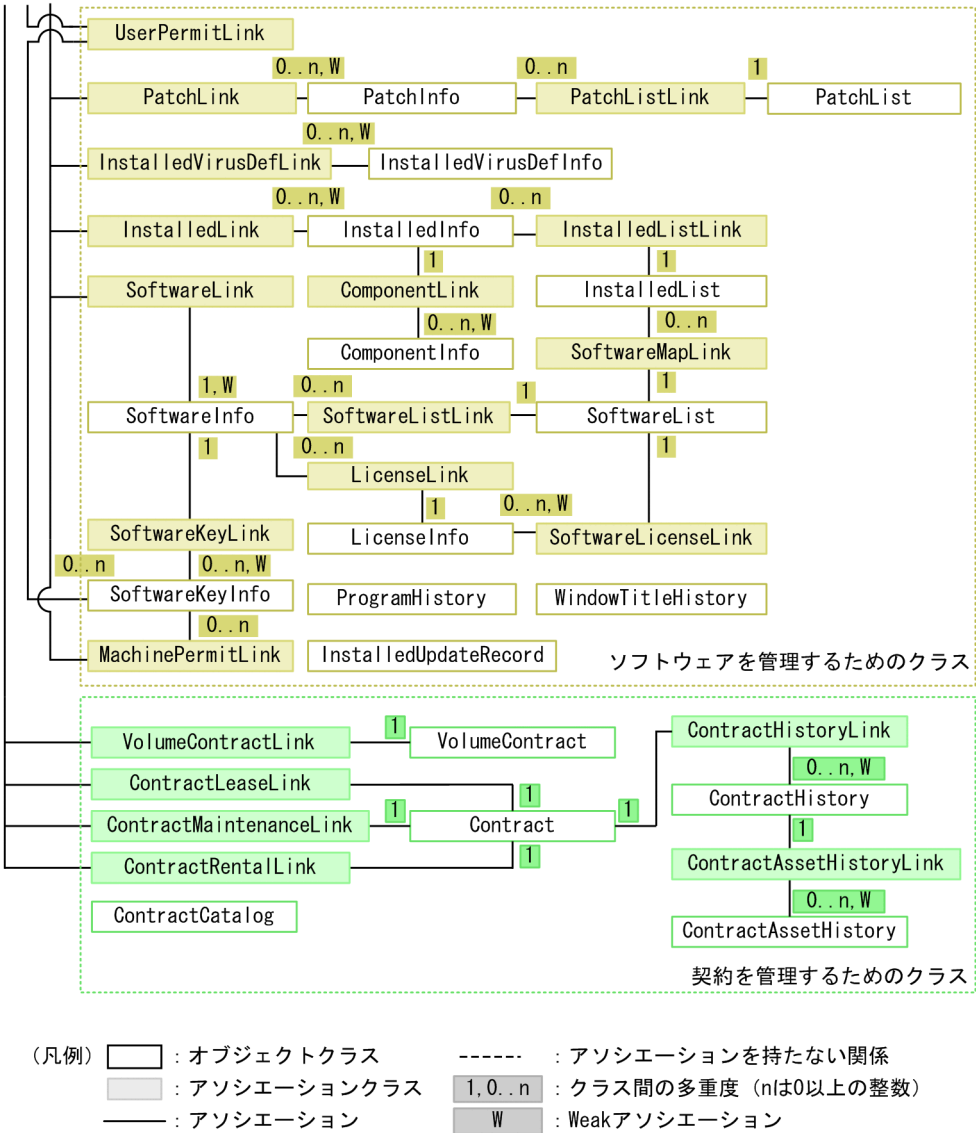 UserPermitLink
0..n,W
0..n
1
PatchLink
PatchInfo
PatchListLink
PatchList
0..n,W
InstalledVirusDefLink
InstalledVirusDefInfo
0..n,W
0..n
InstalledLink
InstalledInfo
InstalledListLink
1
1
SoftwareLink
ComponentLink
InstalledList
0..n,W
0..n
ComponentInfo
SoftwareMapLink
1,W
0..n
1
1
SoftwareInfo
SoftwareListLink
SoftwareList
1
0..n
1
LicenseLink
1
0..n,W
SoftwareKeyLink
LicenseInfo
SoftwareLicenseLink
0..n
0..n,W
SoftwareKeyInfo
ProgramHistory
WindowTitleHistory
0..n
MachinePermitLink
InstalledUpdateRecord
ソフトウェアを管理するためのクラス
VolumeContractLink
1
VolumeContract
ContractHistoryLink
0..n,W
ContractLeaseLink
1
ContractHistory
ContractMaintenanceLink
1
Contract
1
1
ContractRentalLink
1
ContractAssetHistoryLink
0..n,W
ContractCatalog
ContractAssetHistory
契約を管理するためのクラス
(凡例)
:オブジェクトクラス
:アソシエーションを持たない関係
:アソシエーションクラス
1,0..n
:クラス間の多重度(nは0以上の整数)
:アソシエーション
W
:Weakアソシエーション